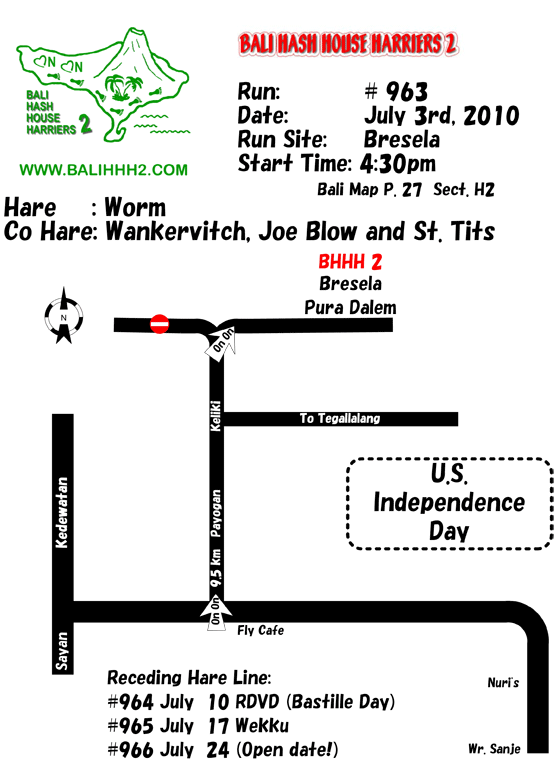 BALI HASH HOUSE HARRIERS 2
N N
BALI
HASH
HOUSE
HARRIERS 2
WWW.BALIHHH2.COM
Run: # 963
Date: July 3rd, 2010
Run Site: Bresela
Start Time: 4:30pm
Bali Map P. 27 Sect. H2
Hare : Worm
Co Hare: Wankervitch, Joe Blow and St. Tits
BHHH 2
Bresela
Pura Dalem
N
On On
Keliki
To Tegallalang
U.S.
Independence
Day
Kedewatan
9.5 km Payogan
On On
Fly Cafe
Sayan
Nuri's
Wr. Sanje
Receding Hare Line:
#964 July 10 RDVD (Bastille Day)
#965 July 17 Wekku
#966 July 24 (Open date!)